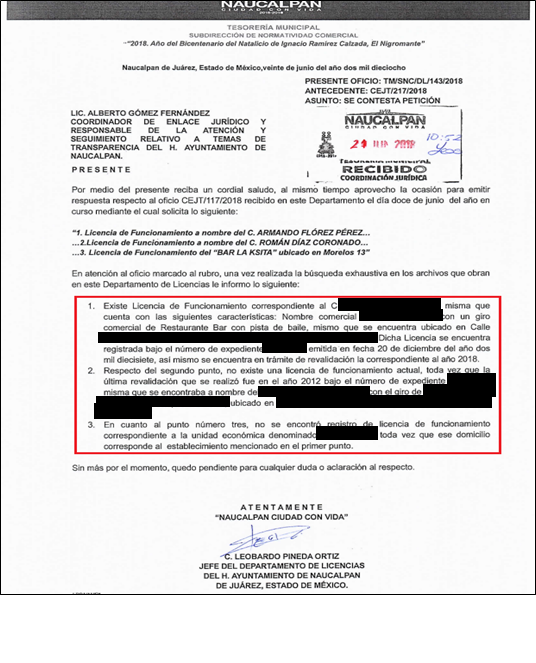 NAUCALPAN
CIUDAD CON VIDA
TESORERÍA MUNICIPAL
SUBDIRECCIÓN DE NORMATIVIDAD COMERCIAL
"2018. Año del Bicentenario del Natalicio de Ignacio Ramírez Calzada, El Nigromante"
Naucalpan de Juárez, Estado de México,veinte de junio del año dos mil dieciocho
PRESENTE OFICIO: TM/SNC/DL/143/2018
ANTECEDENTE: CEJT/217/2018
ASUNTO: SE CONTESTA PETICIÓN
LIC. ALBERTO GÓMEZ FERNÁNDEZ
COORDINADOR DE ENLACE JURÍDICO Y
RESPONSABLE DE LA ATENCIÓN Y
SEGUIMIENTO RELATIVO A TEMAS DE
TRANSPARENCIA DEL H. AYUNTAMIENTO DE
NAUCALPAN.
P R E S E N T E
NAUCALPAN
CIUDAD CON VIDA
JUN 2018
10:52
TESORERIA MUNICIPAL
RECIBIDO
COORDINACIÓN JURÍDICA
Por medio del presente reciba un cordial saludo, al mismo tiempo aprovecho la ocasión para emitir
respuesta respecto al oficio CEJT/117/2018 recibido en este Departamento el día doce de junio del año en
curso mediante el cual solicita lo siguiente:
"1. Licencia de Funcionamiento a nombre del C. ARMANDO FLÓREZ PÉREZ...
...2.Licencia de Funcionamiento a nombre del C. ROMÁN DÍAZ CORONADO...
...3. Licencia de Funcionamiento del "BAR LA KSITA" ubicado en Morelos 13"
En atención al oficio marcado al rubro, una vez realizada la búsqueda exhaustiva en los archivos que obran
en este Departamento de Licencias le informo lo siguiente:
1. Existe Licencia de Funcionamiento correspondiente al C. misma que
cuenta con las siguientes características: Nombre comercial con un giro
comercial de Restaurante Bar con pista de baile, mismo que se encuentra ubicado en Calle
Dicha Licencia se encuentra
registrada bajo el número de expediente emitida en fecha 20 de diciembre del año dos
mil diecisiete, así mismo se encuentra en trámite de revalidación la correspondiente al año 2018.
2. Respecto del segundo punto, no existe una licencia de funcionamiento actual, toda vez que la
última revalidación que se realizó fue en el año 2012 bajo el número de expediente
misma que se encontraba a nombre de con el giro de
ubicado en
3. En cuanto al punto número tres, no se encontró registro de licencia de funcionamiento
correspondiente a la unidad económica denominado toda vez que ese domicilio
corresponde al establecimiento mencionado en el primer punto.
Sin más por el momento, quedo pendiente para cualquier duda o aclaración al respecto.
A T E N T A M E N T E
"NAUCALPAN CIUDAD CON VIDA"
C. LEOBARDO PINEDA ORTIZ
JEFE DEL DEPARTAMENTO DE LICENCIAS
DEL H. AYUNTAMIENTO DE NAUCALPAN
DE JUÁREZ, ESTADO DE MÉXICO.